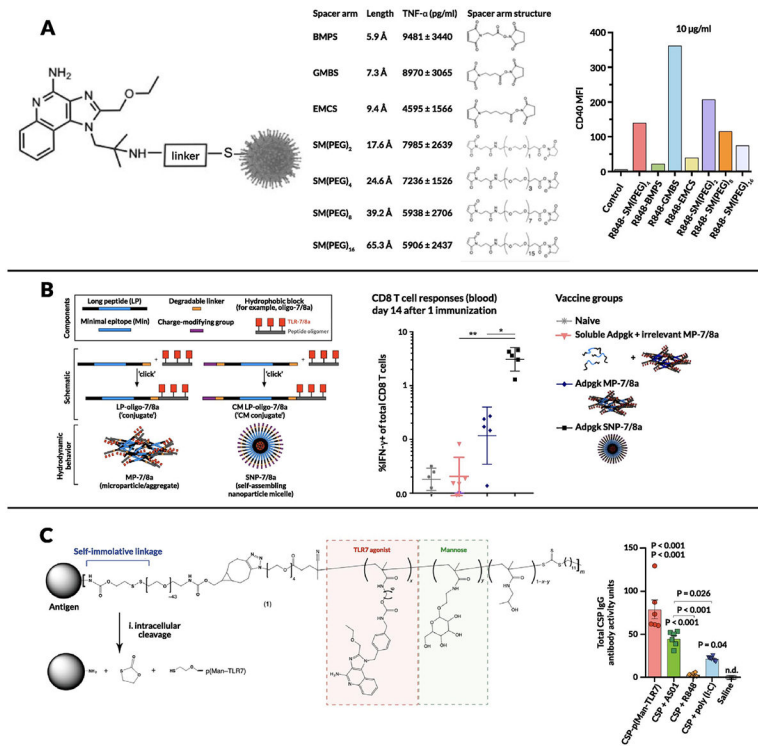 A
NH₂
N
N
N
O
NH
linker
S
Spacer arm Length TNF-α (pg/ml) Spacer arm structure
BMPS 5.9 Å 9481 ± 3440
GMBS 7.3 Å 8970 ± 3065
EMCS 9.4 Å 4595 ± 1566
SM(PEG)₂ 17.6 Å 7985 ± 2639
SM(PEG)₄ 24.6 Å 7236 ± 1526
SM(PEG)₈ 39.2 Å 5938 ± 2706
SM(PEG)₁₆ 65.3 Å 5906 ± 2437
10 µg/ml
CD40 MFI
400
300
200
100
50
0
Control
R848-SM(PEG)₄
R848-BMPS
R848-GMBS
R848-EMCS
R848-SM(PEG)₂
R848-SM(PEG)₈
R848-SM(PEG)₁₆
B
Components
Long peptide (LP)
Degradable linker
Hydrophobic block
(for example, oligo-7/8a)
Minimal epitope (Min)
Charge-modifying group
TLR-7/8a
Peptide oligomer
Schematic
+
'click'
LP-oligo-7/8a
('conjugate')
+
'click'
CM LP-oligo-7/8a
('CM conjugate')
Hydrodynamic
behavior
MP-7/8a
(microparticle/aggregate)
SNP-7/8a
(self-assembling
nanoparticle micelle)
CD8 T cell responses (blood)
day 14 after 1 immunization
%IFN-γ+ of total CD8 T cells
10
1
0
0.0
**
*
Vaccine groups
Naive
Soluble Adpgk + irrelevant MP-7/8a
+
Adpgk MP-7/8a
Adpgk SNP-7/8a
C
Self-immolative linkage
Antigen
(1)
TLR7 agonist
Mannose
i. intracellular
cleavage
+
+
p(Man–TLR7)
Total CSP IgG
antibody activity units
150
100
50
0
P < 0.001
P < 0.001
P = 0.026
P < 0.001
P < 0.001
P = 0.04
n.d.
CSP-p(Man-TLR7)
CSP + AS01
CSP + R848
CSP + poly (I:C)
Saline